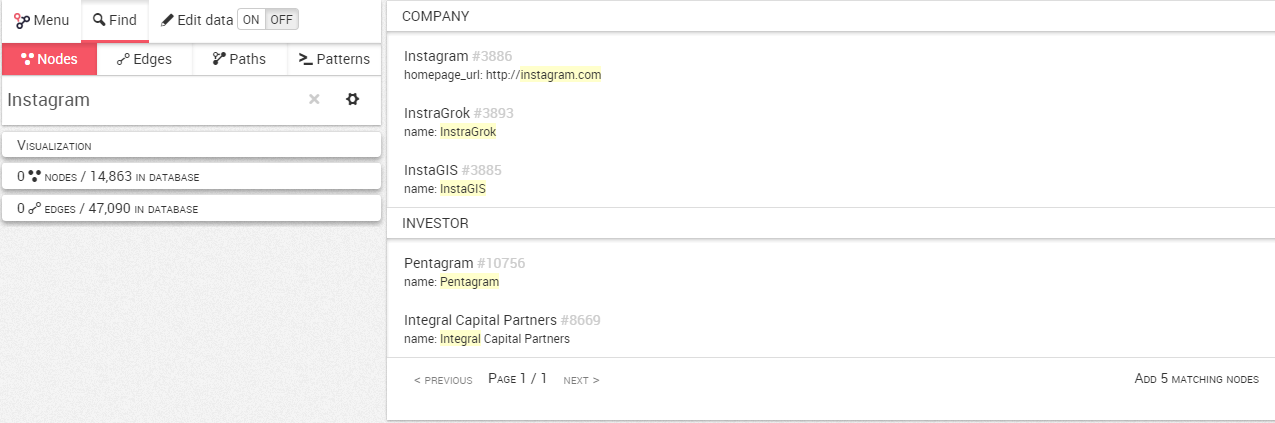 Menu Find Edit data ON OFF
Nodes Edges Paths Patterns
Instagram
Visualization
0 nodes / 14,863 in database
0 edges / 47,090 in database
COMPANY
Instagram #3886
homepage_url: http://instagram.com
InstraGrok #3893
name: InstraGrok
InstaGIS #3885
name: InstaGIS
INVESTOR
Pentagram #10756
name: Pentagram
Integral Capital Partners #8669
name: Integral Capital Partners
< previous Page 1 / 1 next > Add 5 matching nodes